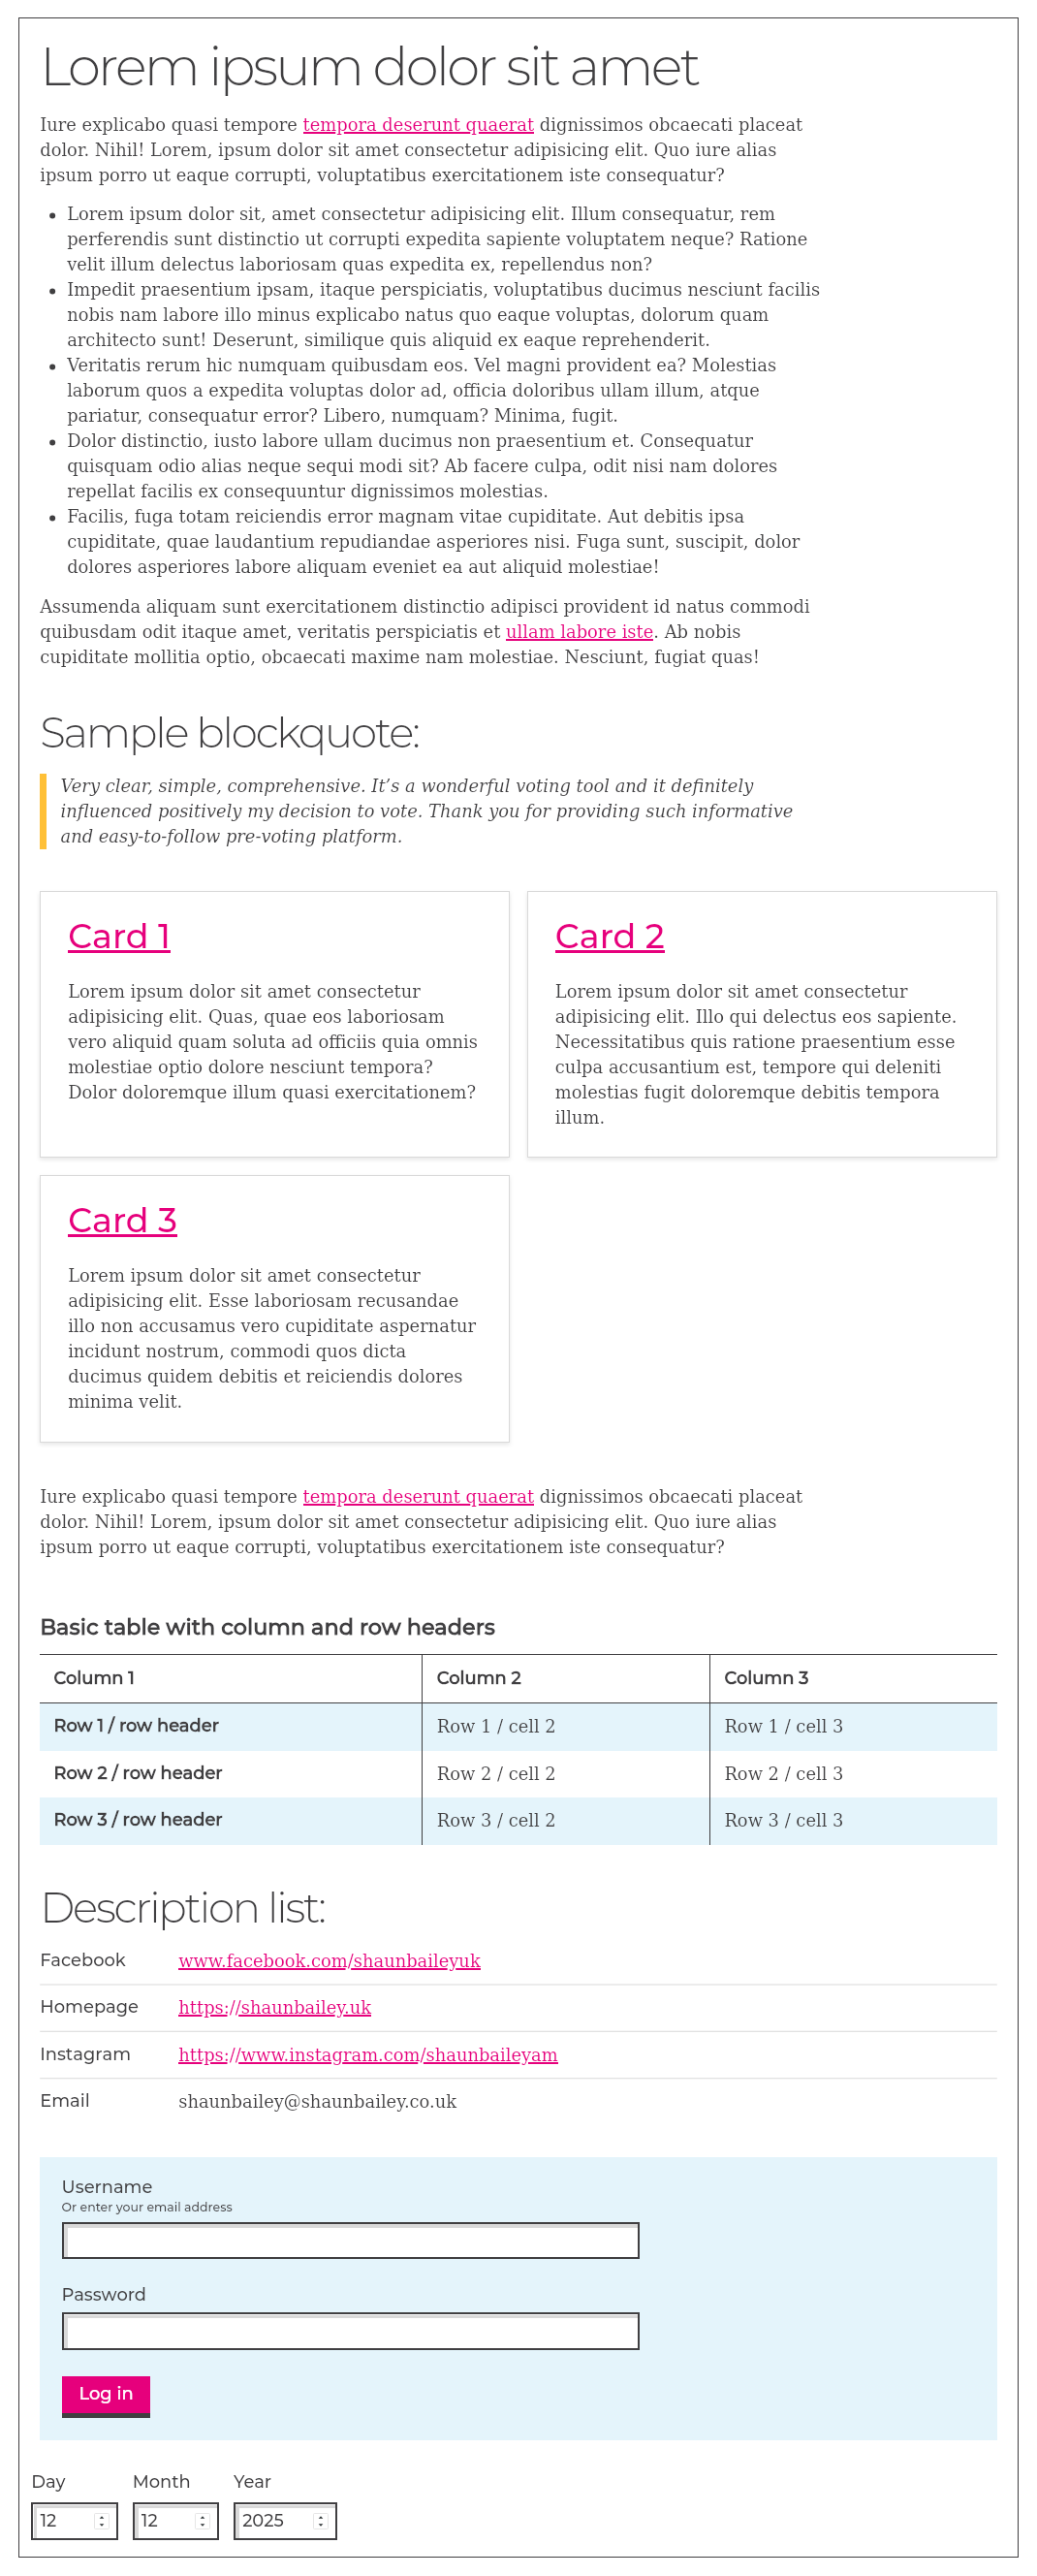 Lorem ipsum dolor sit amet
Iure explicabo quasi tempore tempora deserunt quaerat dignissimos obcaecati placeat
dolor. Nihil! Lorem, ipsum dolor sit amet consectetur adipisicing elit. Quo iure alias
ipsum porro ut eaque corrupti, voluptatibus exercitationem iste consequatur?
• Lorem ipsum dolor sit, amet consectetur adipisicing elit. Illum consequatur, rem
perferendis sunt distinctio ut corrupti expedita sapiente voluptatem neque? Ratione
velit illum delectus laboriosam quas expedita ex, repellendus non?
• Impedit praesentium ipsam, itaque perspiciatis, voluptatibus ducimus nesciunt facilis
nobis nam labore illo minus explicabo natus quo eaque voluptas, dolorum quam
architecto sunt! Deserunt, similique quis aliquid ex eaque reprehenderit.
• Veritatis rerum hic numquam quibusdam eos. Vel magni provident ea? Molestias
laborum quos a expedita voluptas dolor ad, officia doloribus ullam illum, atque
pariatur, consequatur error? Libero, numquam? Minima, fugit.
• Dolor distinctio, iusto labore ullam ducimus non praesentium et. Consequatur
quisquam odio alias neque sequi modi sit? Ab facere culpa, odit nisi nam dolores
repellat facilis ex consequuntur dignissimos molestias.
• Facilis, fuga totam reiciendis error magnam vitae cupiditate. Aut debitis ipsa
cupiditate, quae laudantium repudiandae asperiores nisi. Fuga sunt, suscipit, dolor
dolores asperiores labore aliquam eveniet ea aut aliquid molestiae!
Assumenda aliquam sunt exercitationem distinctio adipisci provident id natus commodi
quibusdam odit itaque amet, veritatis perspiciatis et ullam labore iste. Ab nobis
cupiditate mollitia optio, obcaecati maxime nam molestiae. Nesciunt, fugiat quas!
Sample blockquote:
Very clear, simple, comprehensive. It’s a wonderful voting tool and it definitely
influenced positively my decision to vote. Thank you for providing such informative
and easy-to-follow pre-voting platform.
Card 1
Lorem ipsum dolor sit amet consectetur
adipisicing elit. Quas, quae eos laboriosam
vero aliquid quam soluta ad officiis quia omnis
molestiae optio dolore nesciunt tempora?
Dolor doloremque illum quasi exercitationem?
Card 2
Lorem ipsum dolor sit amet consectetur
adipisicing elit. Illo qui delectus eos sapiente.
Necessitatibus quis ratione praesentium esse
culpa accusantium est, tempore qui deleniti
molestias fugit doloremque debitis tempora
illum.
Card 3
Lorem ipsum dolor sit amet consectetur
adipisicing elit. Esse laboriosam recusandae
illo non accusamus vero cupiditate aspernatur
incidunt nostrum, commodi quos dicta
ducimus quidem debitis et reiciendis dolores
minima velit.
Iure explicabo quasi tempore tempora deserunt quaerat dignissimos obcaecati placeat
dolor. Nihil! Lorem, ipsum dolor sit amet consectetur adipisicing elit. Quo iure alias
ipsum porro ut eaque corrupti, voluptatibus exercitationem iste consequatur?
Basic table with column and row headers
Column 1 Column 2 Column 3
Row 1 / row header Row 1 / cell 2 Row 1 / cell 3
Row 2 / row header Row 2 / cell 2 Row 2 / cell 3
Row 3 / row header Row 3 / cell 2 Row 3 / cell 3
Description list:
Facebook www.facebook.com/shaunbaileyuk
Homepage https://shaunbailey.uk
Instagram https://www.instagram.com/shaunbaileyam
Email shaunbailey@shaunbailey.co.uk
Username
Or enter your email address
Password
Log in
Day Month Year
12 12 2025